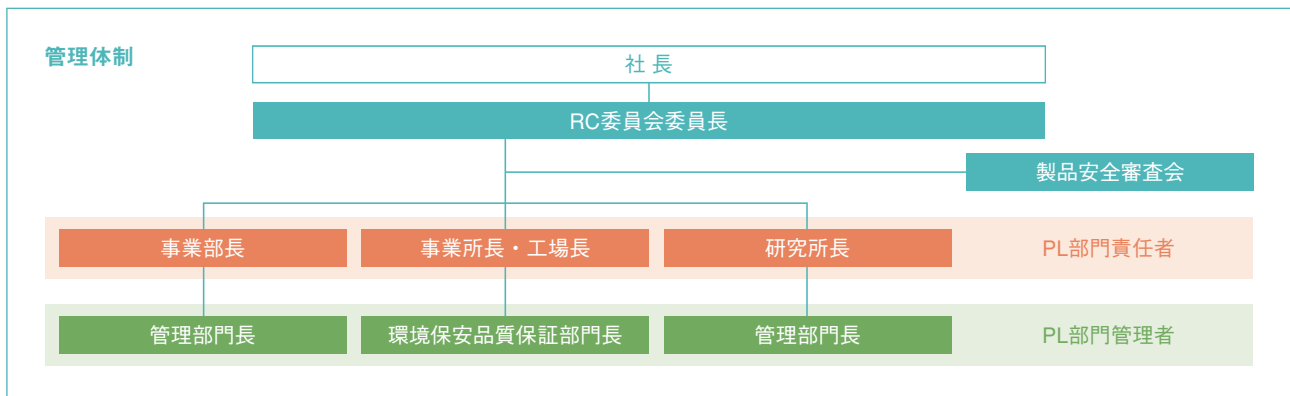 管理体制
社 長
RC委員会委員長
製品安全審査会
事業部長
事業所長・工場長
研究所長
PL部門責任者
管理部門長
環境保安品質保証部門長
管理部門長
PL部門管理者